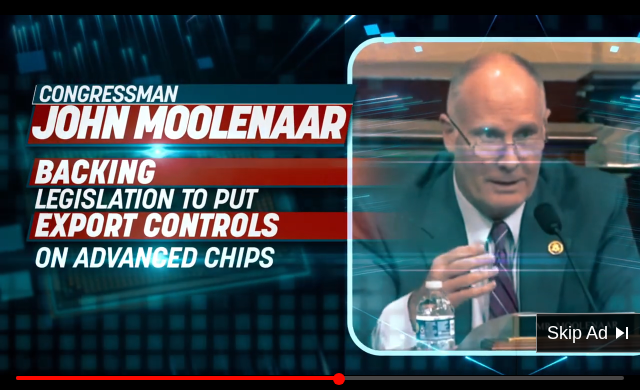 CONGRESSMAN
JOHN MOOLENAAR
BACKING
LEGISLATION TO PUT
EXPORT CONTROLS
ON ADVANCED CHIPS
Skip Ad